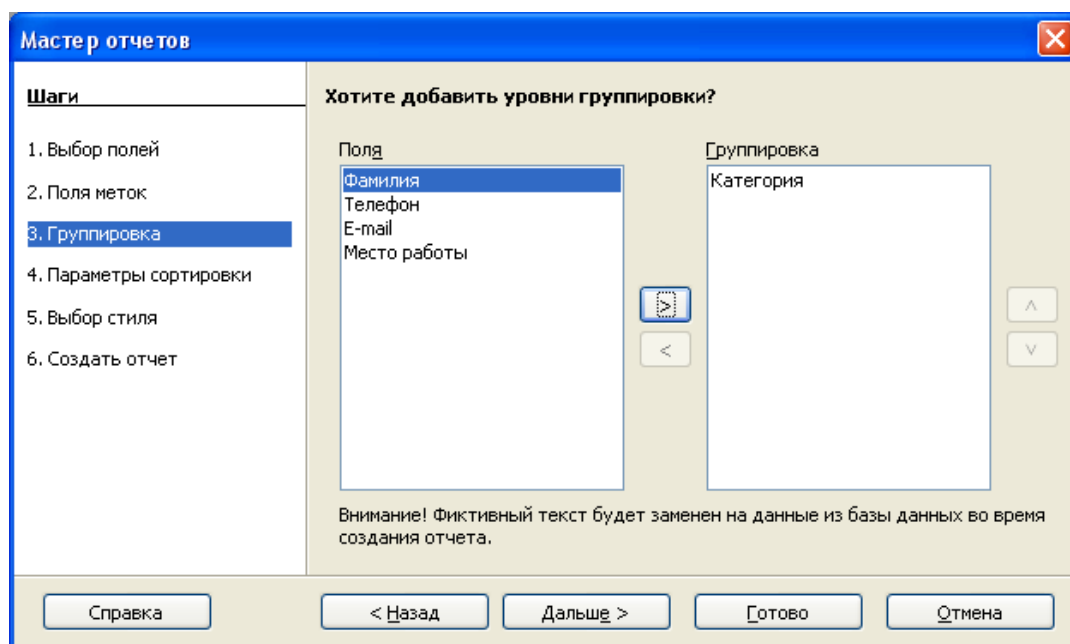 Мастер отчетов
Шаги
1. Выбор полей
2. Поля меток
3. Группировка
4. Параметры сортировки
5. Выбор стиля
6. Создать отчет
Хотите добавить уровни группировки?
Поля
Фамилия
Телефон
E-mail
Место работы
>
<
Группировка
Категория
Внимание! Фиктивный текст будет заменен на данные из базы данных во время
создания отчета.
Справка
< Назад
Дальше >
Готово
Отмена